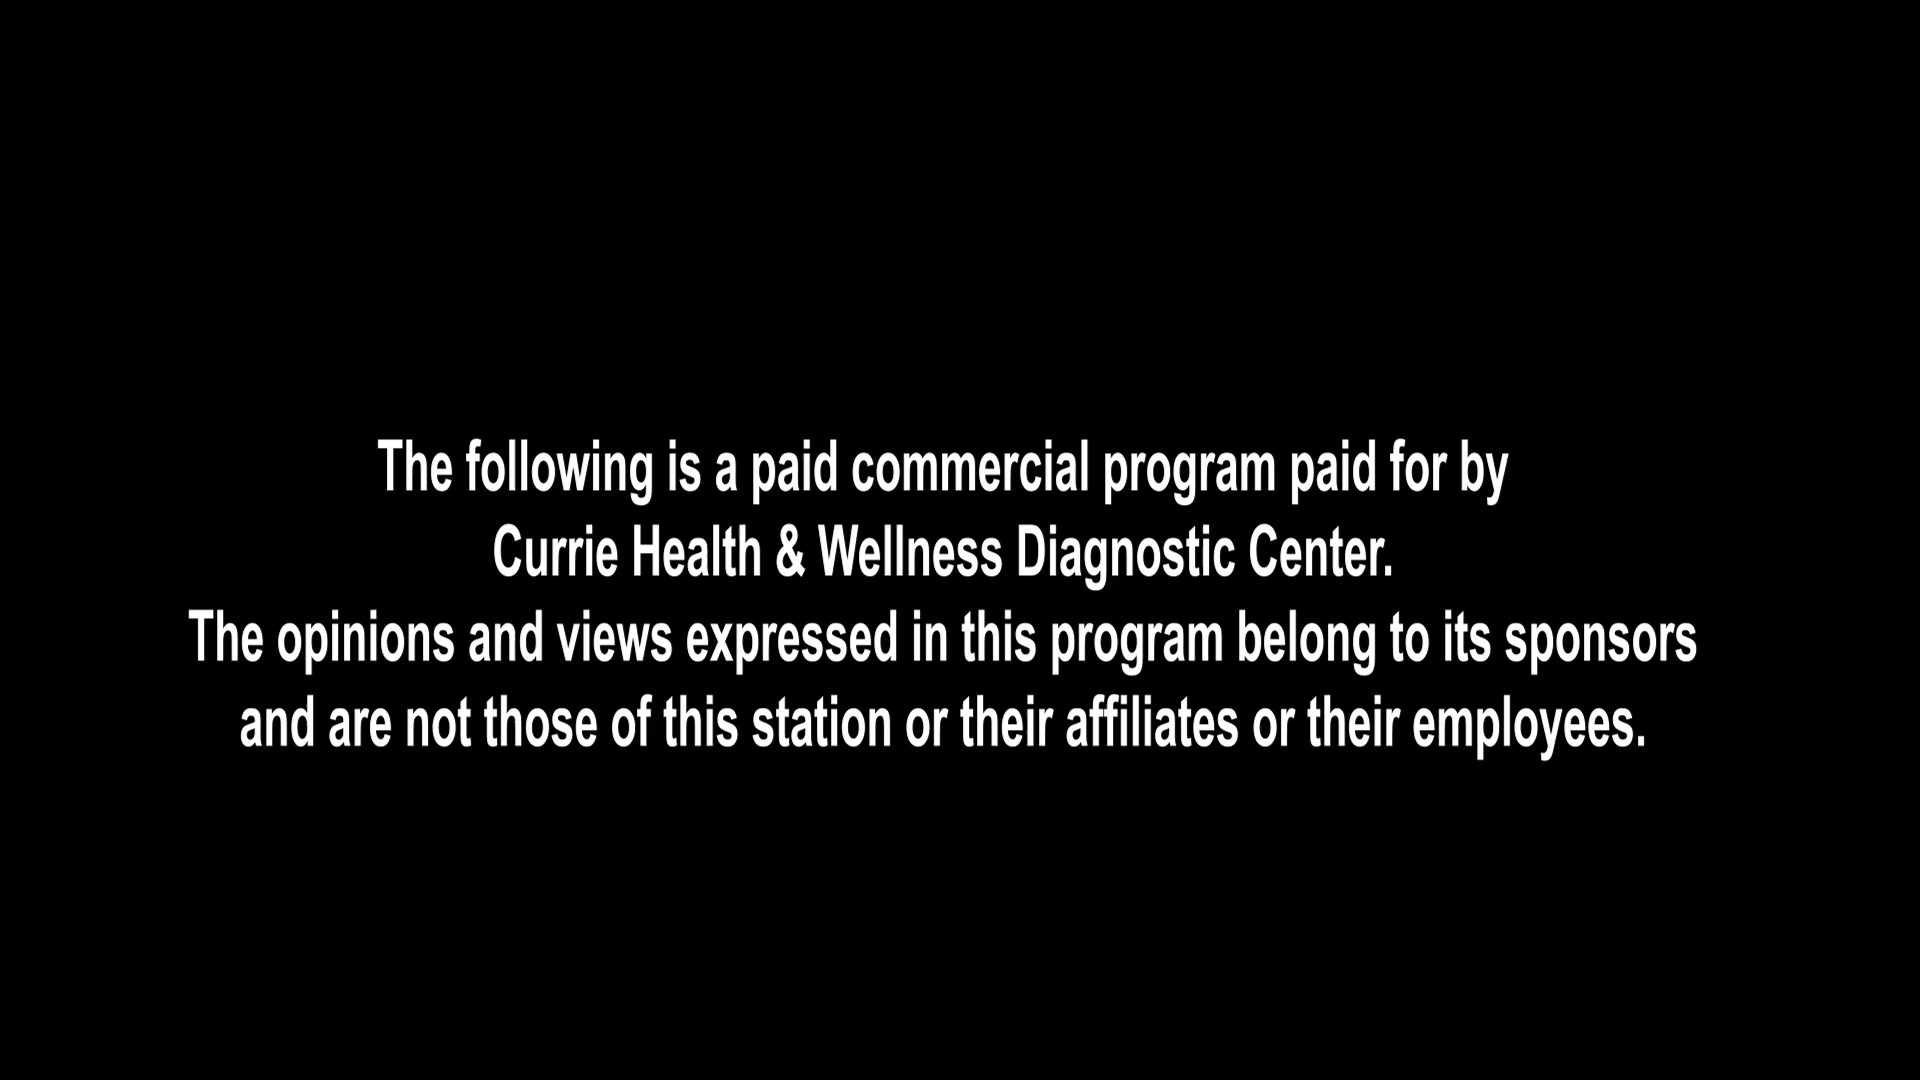 The following is a paid commercial program paid for by
Currie Health & Wellness Diagnostic Center.
The opinions and views expressed in this program belong to its sponsors
and are not those of this station or their affiliates or their employees.